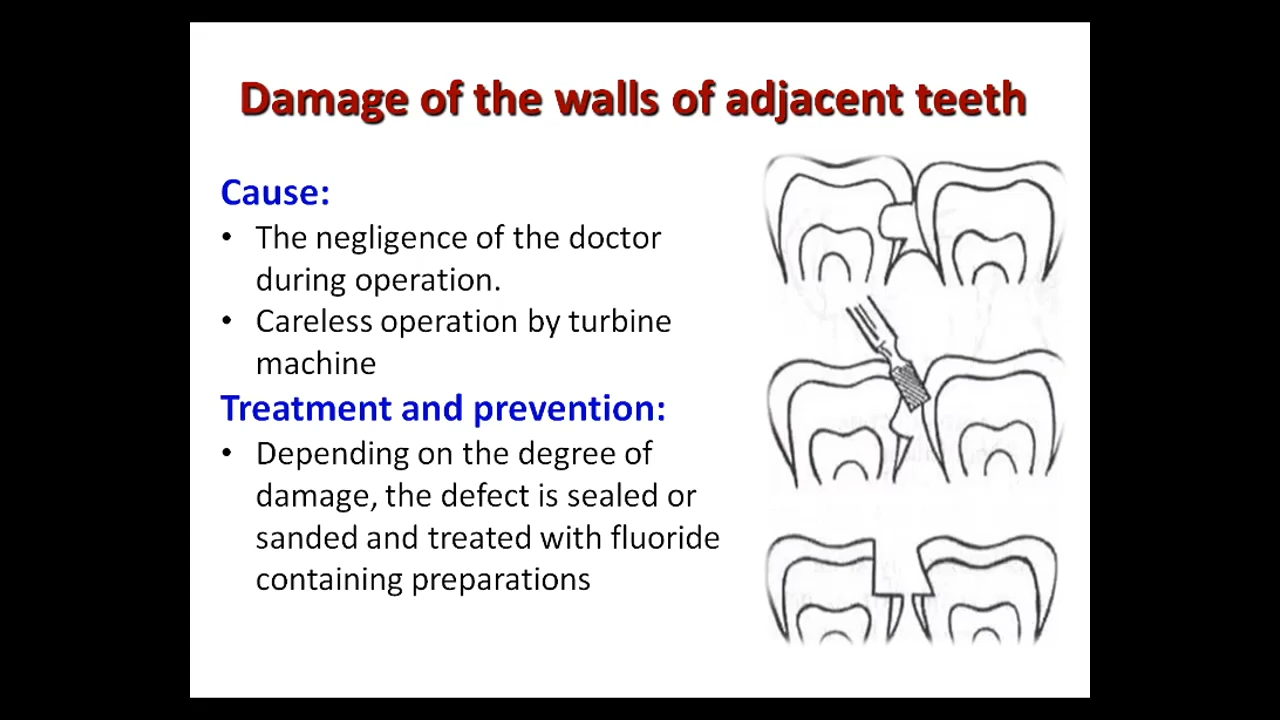 Damage of the walls of adjacent teeth
Cause:
• The negligence of the doctor
during operation.
• Careless operation by turbine
machine
Treatment and prevention:
• Depending on the degree of
damage, the defect is sealed or
sanded and treated with fluoride
containing preparations